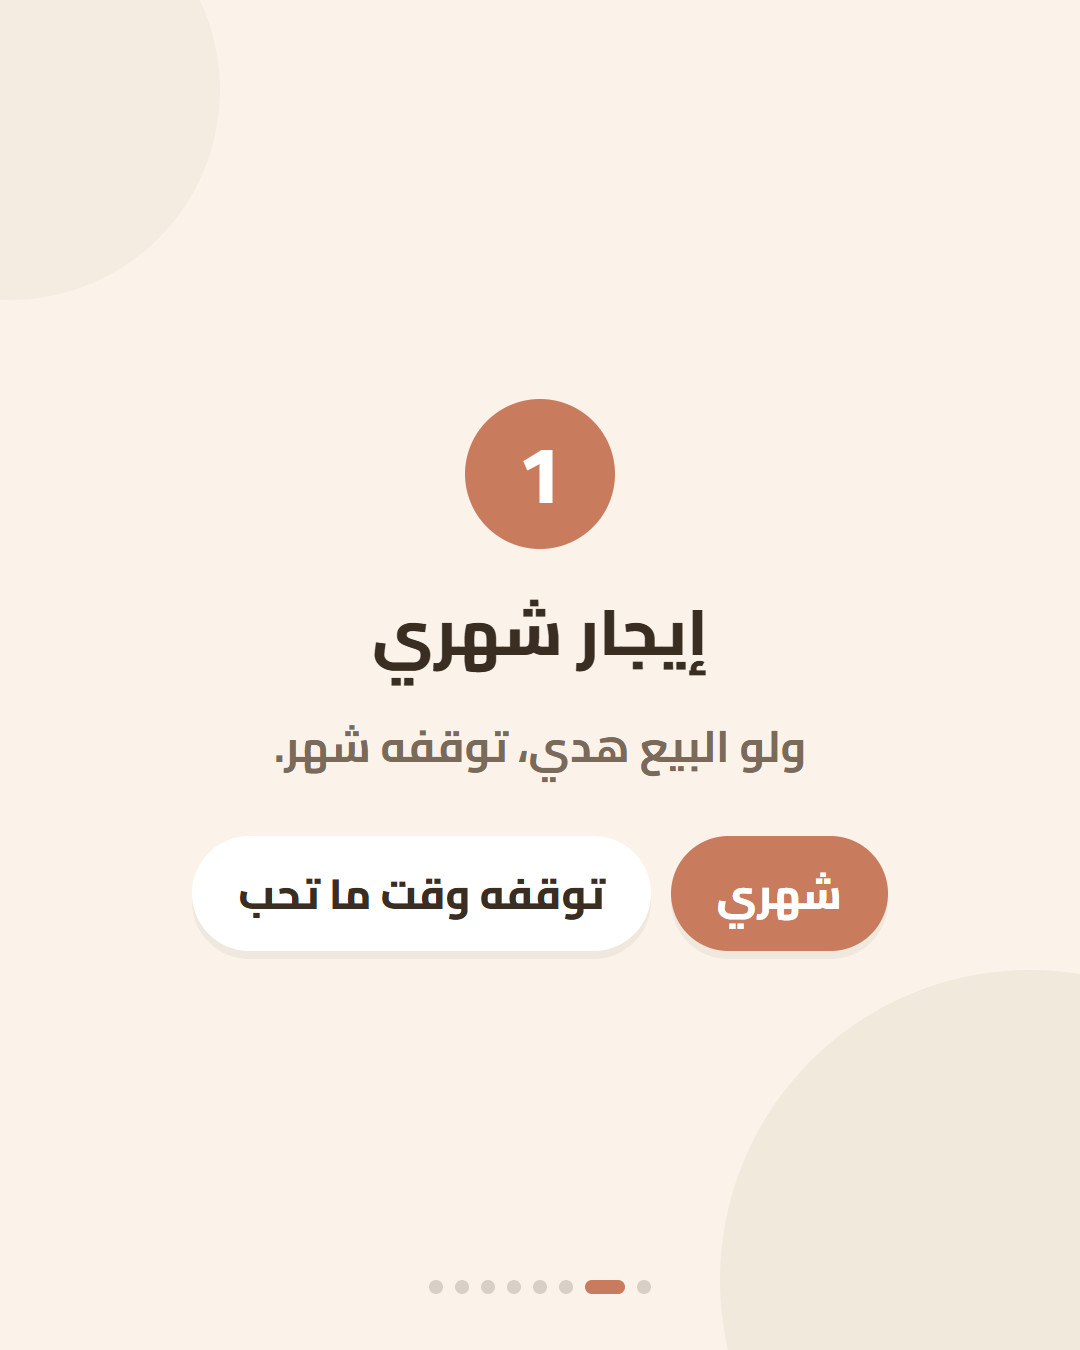 1
إيجار شهري
ولو البيع هدي، توقفه شهر.
شهري
توقفه وقت ما تحب